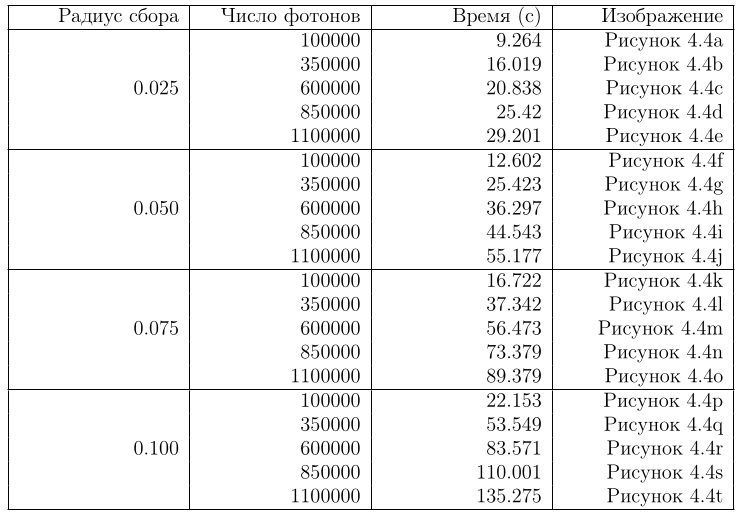 Радиус сбора Число фотонов Время (с) Изображение
100000 9.264 Рисунок 4.4a
350000 16.019 Рисунок 4.4b
0.025 600000 20.838 Рисунок 4.4c
850000 25.42 Рисунок 4.4d
1100000 29.201 Рисунок 4.4e
100000 12.602 Рисунок 4.4f
350000 25.423 Рисунок 4.4g
0.050 600000 36.297 Рисунок 4.4h
850000 44.543 Рисунок 4.4i
1100000 55.177 Рисунок 4.4j
100000 16.722 Рисунок 4.4k
350000 37.342 Рисунок 4.4l
0.075 600000 56.473 Рисунок 4.4m
850000 73.379 Рисунок 4.4n
1100000 89.379 Рисунок 4.4o
100000 22.153 Рисунок 4.4p
350000 53.549 Рисунок 4.4q
0.100 600000 83.571 Рисунок 4.4r
850000 110.001 Рисунок 4.4s
1100000 135.275 Рисунок 4.4t